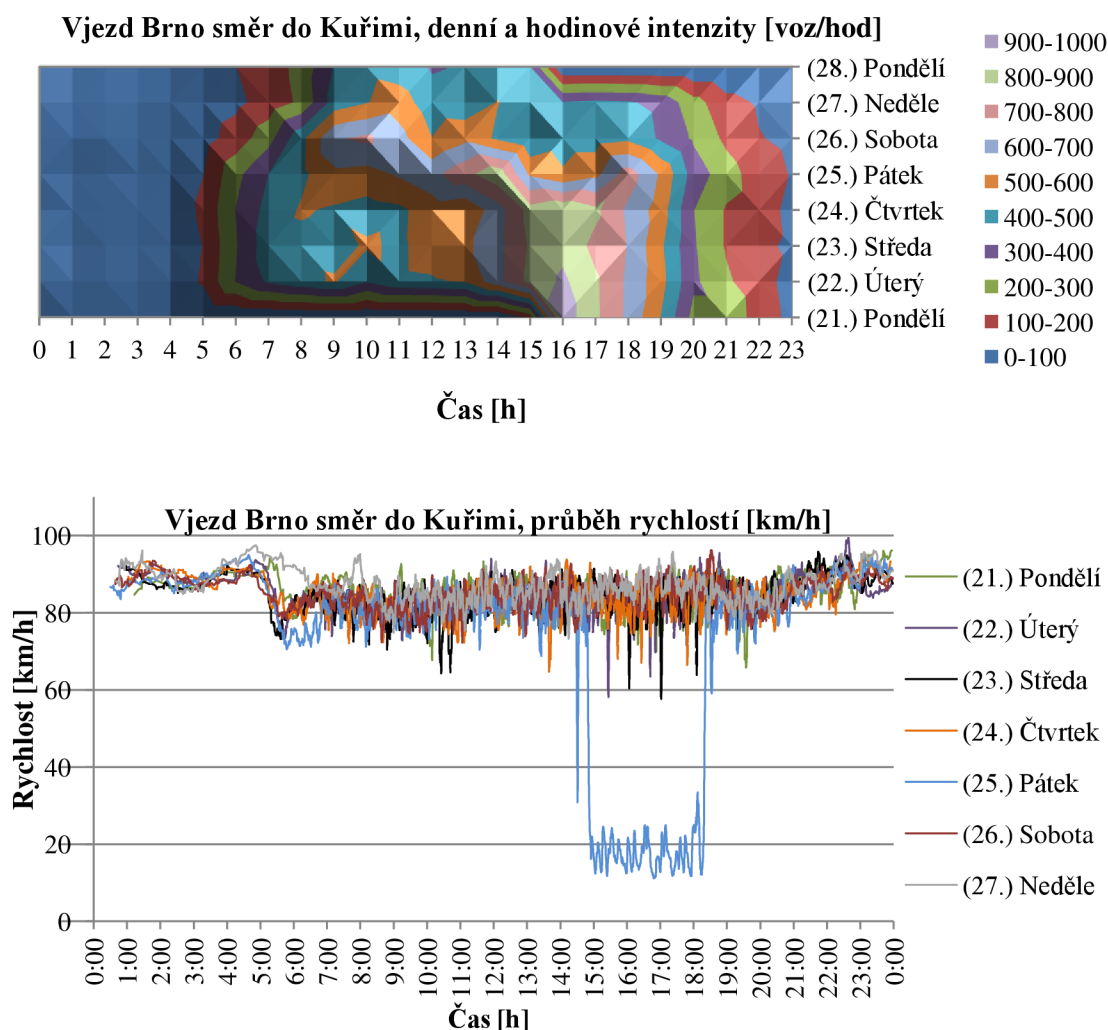 Vjezd Brno směr do Kuřimi, denní a hodinové intenzity [voz/hod]
900-1000
800-900
700-800
600-700
500-600
400-500
300-400
200-300
100-200
0-100
(28.) Pondělí
(27.) Neděle
(26.) Sobota
(25.) Pátek
(24.) Čtvrtek
(23.) Středa
(22.) Úterý
(21.) Pondělí
0 1 2 3 4 5 6 7 8 9 10 11 12 13 14 15 16 17 18 19 20 21 22 23
Čas [h]
Vjezd Brno směr do Kuřimi, průběh rychlostí [km/h]
Rychlost [km/h]
100
80
60
40
20
0
0:00 1:00 2:00 3:00 4:00 5:00 6:00 7:00 8:00 9:00 10:00 11:00 12:00 13:00 14:00 15:00 16:00 17:00 18:00 19:00 20:00 21:00 22:00 23:00 0:00
Čas [h]
(21.) Pondělí
(22.) Úterý
(23.) Středa
(24.) Čtvrtek
(25.) Pátek
(26.) Sobota
(27.) Neděle